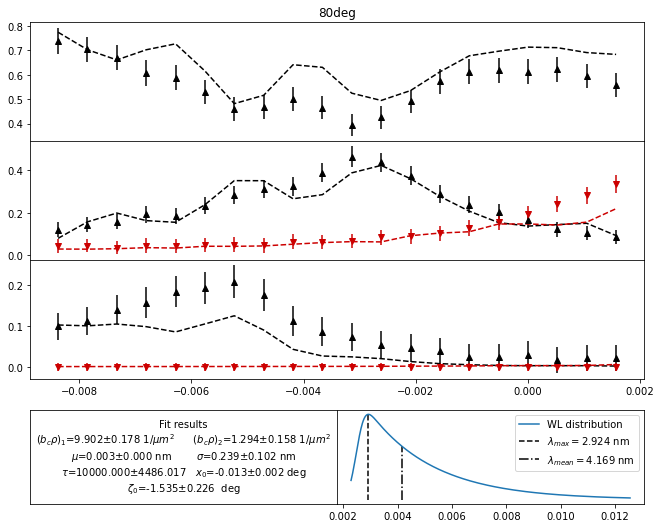 80deg
0.8
0.7
0.6
0.5
0.4
0.4
0.2
0.0
0.2
0.1
0.0
−0.008 −0.006 −0.004 −0.002 0.000 0.002
Fit results
(b_cρ)₁=9.902±0.178 1/μm² (b_cρ)₂=1.294±0.158 1/μm²
μ=0.003±0.000 nm σ=0.239±0.102 nm
τ=10000.000±4486.017 x₀=-0.013±0.002 deg
ζ₀=-1.535±0.226 deg
WL distribution
λ_max = 2.924 nm
λ_mean = 4.169 nm
0.002 0.004 0.006 0.008 0.010 0.012